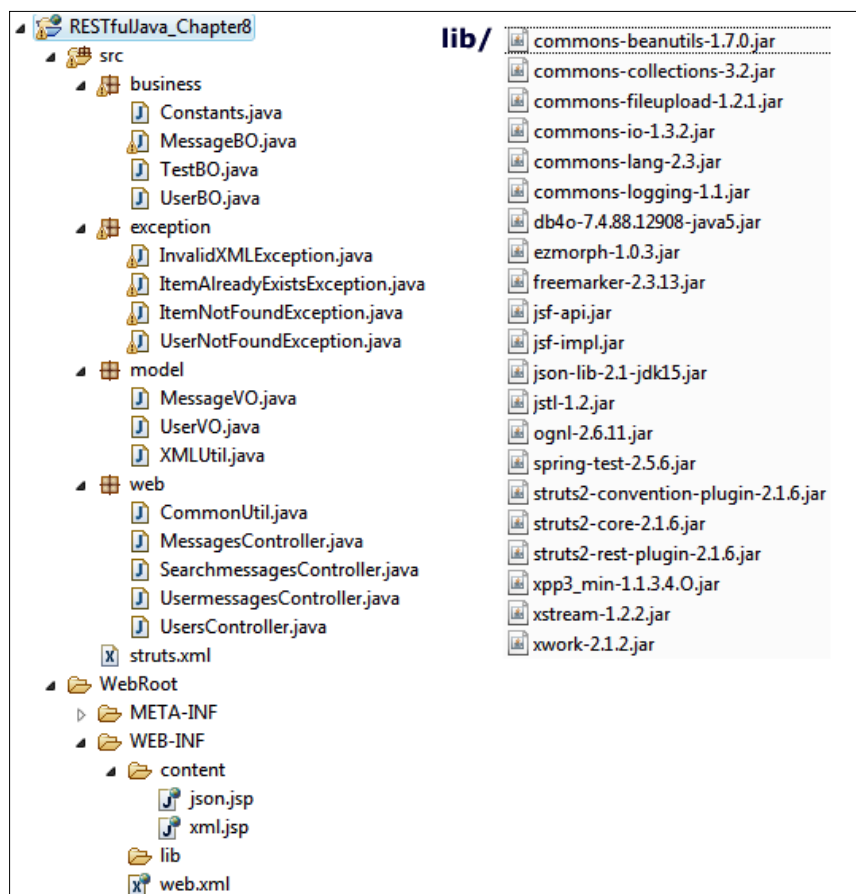 RESTfulJava_Chapter8
src
business
Constants.java
MessageBO.java
TestBO.java
UserBO.java
exception
InvalidXMLException.java
ItemAlreadyExistsException.java
ItemNotFoundException.java
UserNotFoundException.java
model
MessageVO.java
UserVO.java
XMLUtil.java
web
CommonUtil.java
MessagesController.java
SearchmessagesController.java
UsermessagesController.java
UsersController.java
struts.xml
WebRoot
META-INF
WEB-INF
content
json.jsp
xml.jsp
lib
web.xml
lib/
commons-beanutils-1.7.0.jar
commons-collections-3.2.jar
commons-fileupload-1.2.1.jar
commons-io-1.3.2.jar
commons-lang-2.3.jar
commons-logging-1.1.jar
db4o-7.4.88.12908-java5.jar
ezmorph-1.0.3.jar
freemarker-2.3.13.jar
jsf-api.jar
jsf-impl.jar
json-lib-2.1-jdk15.jar
jstl-1.2.jar
ognl-2.6.11.jar
spring-test-2.5.6.jar
struts2-convention-plugin-2.1.6.jar
struts2-core-2.1.6.jar
struts2-rest-plugin-2.1.6.jar
xpp3_min-1.1.3.4.O.jar
xstream-1.2.2.jar
xwork-2.1.2.jar